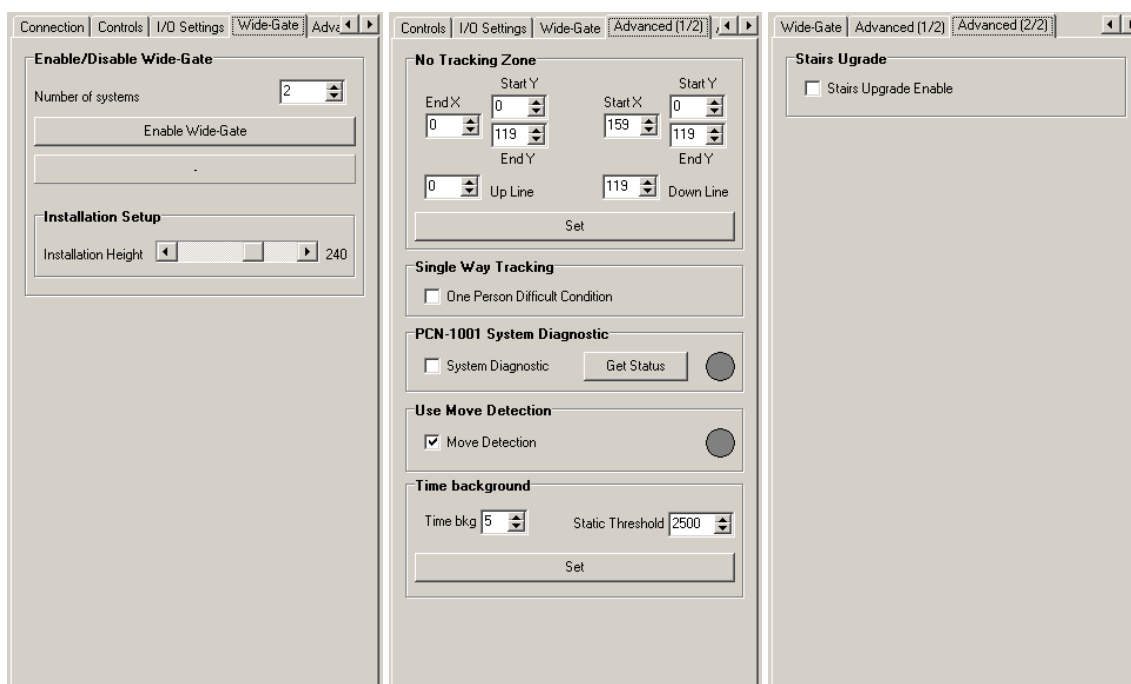 Connection Controls I/O Settings Wide-Gate Adva
Enable/Disable Wide-Gate
Number of systems 2
Enable Wide-Gate
-
Installation Setup
Installation Height 240
Controls I/O Settings Wide-Gate Advanced (1/2)
No Tracking Zone
Start Y Start Y
End X 0 Start X 0
0 119 159 119
End Y End Y
0 Up Line 119 Down Line
Set
Single Way Tracking
One Person Difficult Condition
PCN-1001 System Diagnostic
System Diagnostic Get Status
Use Move Detection
Move Detection
Time background
Time bkg 5 Static Threshold 2500
Set
Wide-Gate Advanced (1/2) Advanced (2/2)
Stairs Ugrade
Stairs Upgrade Enable